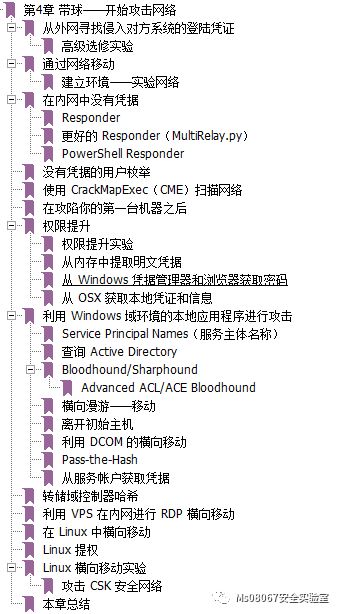 第4章 带球——开始攻击网络
从外网寻找侵入对方系统的登陆凭证
高级选修实验
通过网络移动
建立环境——实验网络
在内网中没有凭据
Responder
更好的 Responder（MultiRelay.py）
PowerShell Responder
没有凭据的用户枚举
使用 CrackMapExec（CME）扫描网络
在攻陷你的第一台机器之后
权限提升
权限提升实验
从内存中提取明文凭据
从 Windows 凭据管理器和浏览器获取密码
从 OSX 获取本地凭证和信息
利用 Windows 域环境的本地应用程序进行攻击
Service Principal Names（服务主体名称）
查询 Active Directory
Bloodhound/Sharphound
Advanced ACL/ACE Bloodhound
横向漫游——移动
离开初始主机
利用 DCOM 的横向移动
Pass-the-Hash
从服务帐户获取凭据
转储域控制器哈希
利用 VPS 在内网进行 RDP 横向移动
在 Linux 中横向移动
Linux 提权
Linux 横向移动实验
攻击 CSK 安全网络
Ms08067安全实验室
本章总结